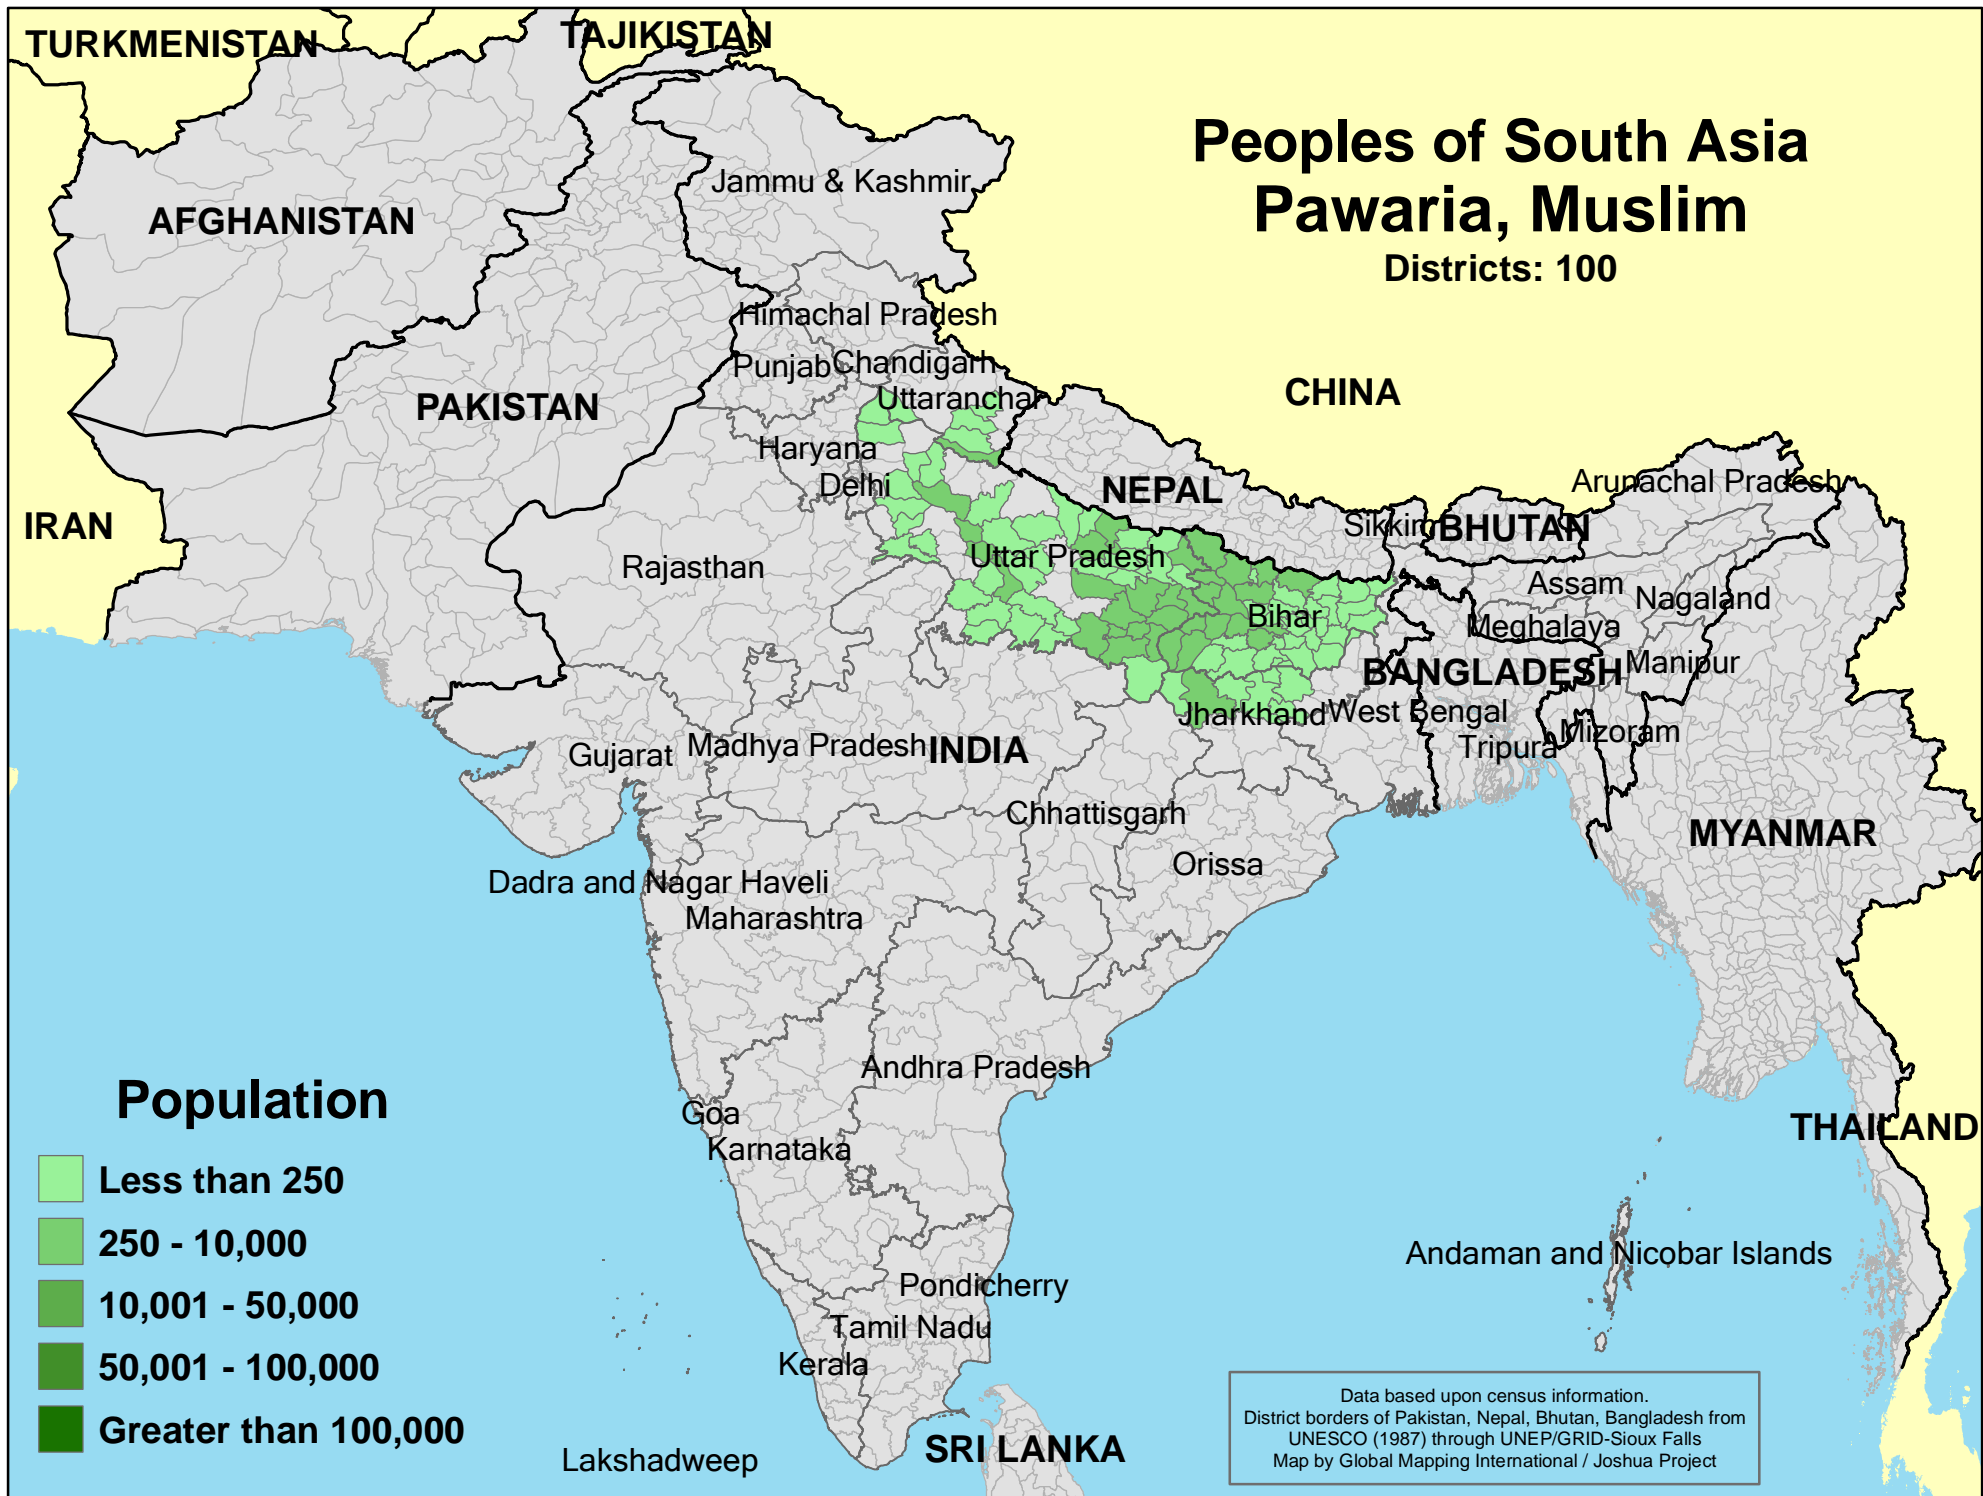 TURKMENISTAN
TAJIKISTAN
Peoples of South Asia
Pawaria, Muslim
Districts: 100
Jammu & Kashmir
AFGHANISTAN
Himachal Pradesh
Punjab
Chandigarh
Uttaranchal
CHINA
PAKISTAN
Haryana
Delhi
NEPAL
Arunachal Pradesh
IRAN
Sikkim
BHUTAN
Rajasthan
Uttar Pradesh
Assam
Nagaland
Bihar
Meghalaya
BANGLADESH
Manipur
Jharkhand
West Bengal
Gujarat
Madhya Pradesh
INDIA
Tripura
Mizoram
Chhattisgarh
MYANMAR
Orissa
Dadra and Nagar Haveli
Maharashtra
Andhra Pradesh
Population
Goa
Karnataka
THAILAND
Less than 250
250 - 10,000
Andaman and Nicobar Islands
Pondicherry
10,001 - 50,000
Tamil Nadu
Kerala
50,001 - 100,000
Greater than 100,000
Lakshadweep
SRI LANKA
Data based upon census information.
District borders of Pakistan, Nepal, Bhutan, Bangladesh from
UNESCO (1987) through UNEP/GRID-Sioux Falls
Map by Global Mapping International / Joshua Project